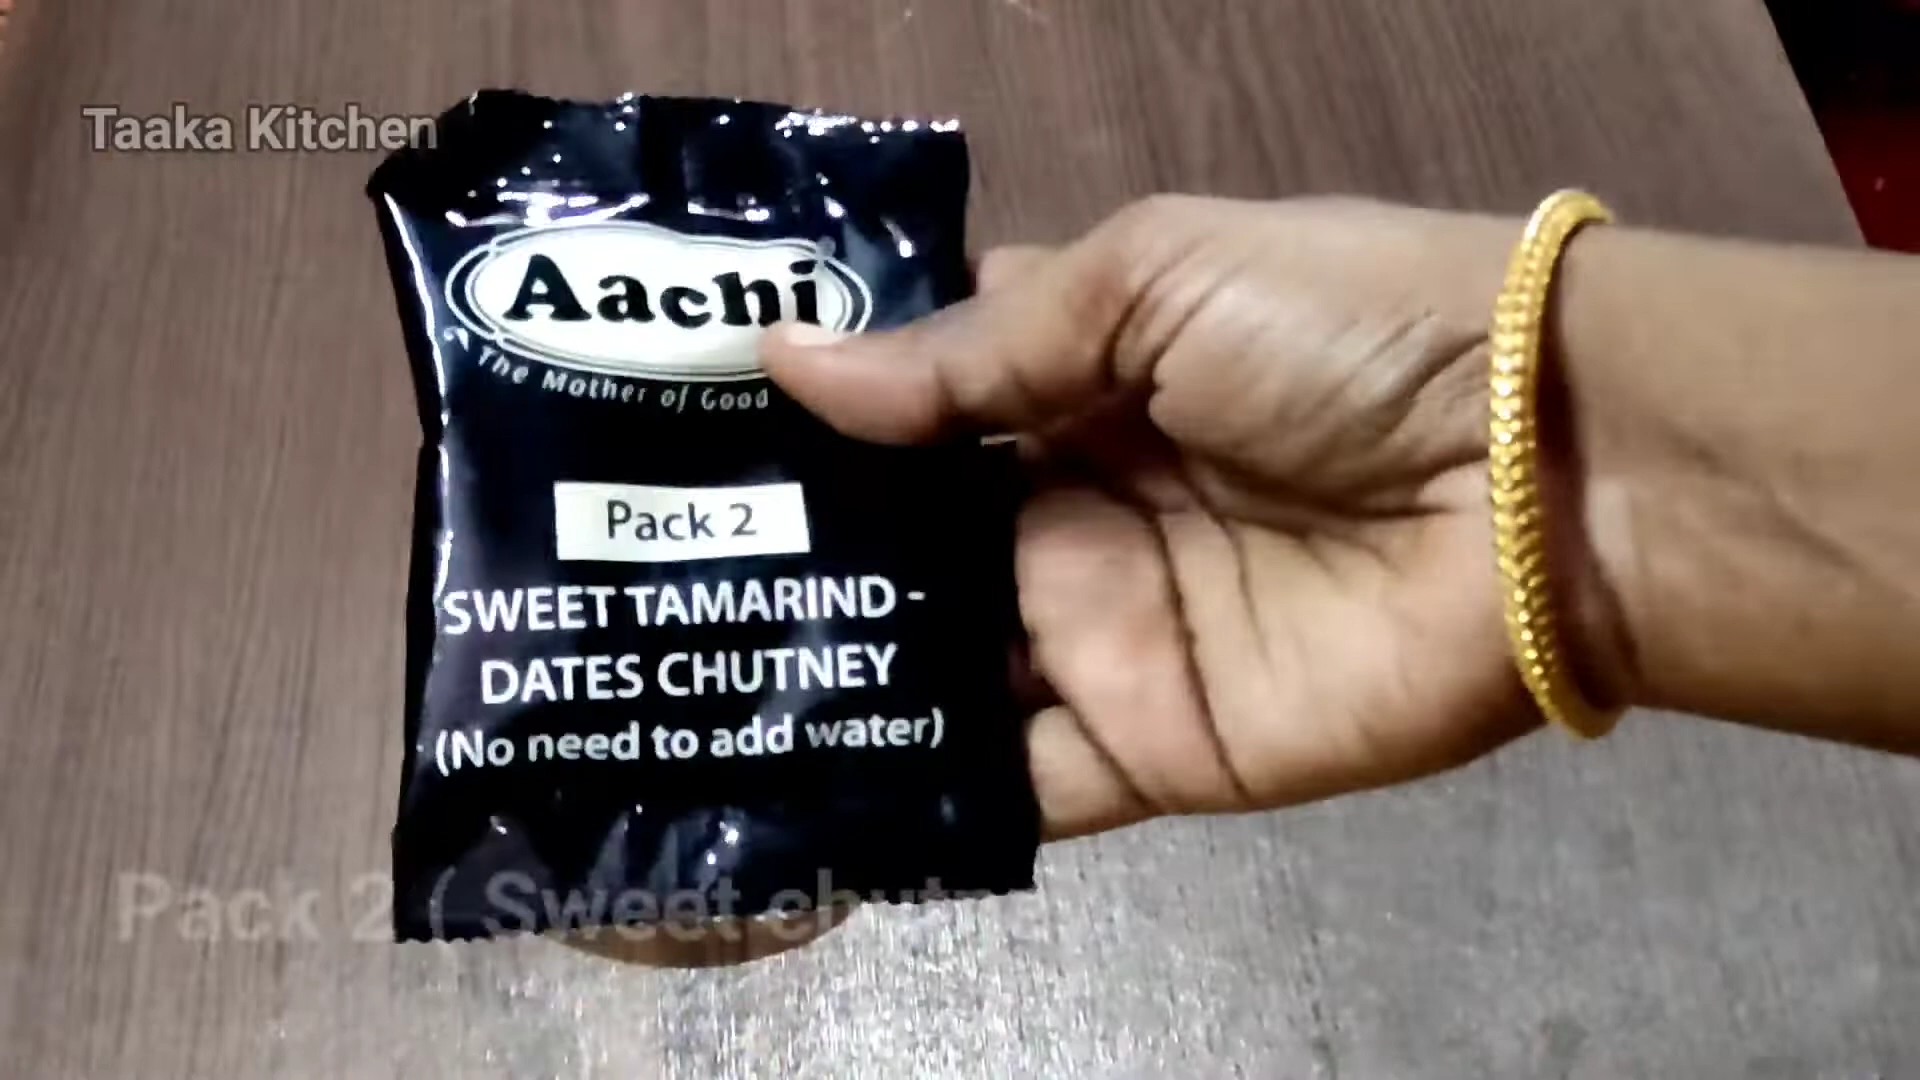 Taaka Kitchen
Aachi
The Mother of Good
Pack 2
SWEET TAMARIND -
DATES CHUTNEY
(No need to add water)
Pack 2 ( Sweet